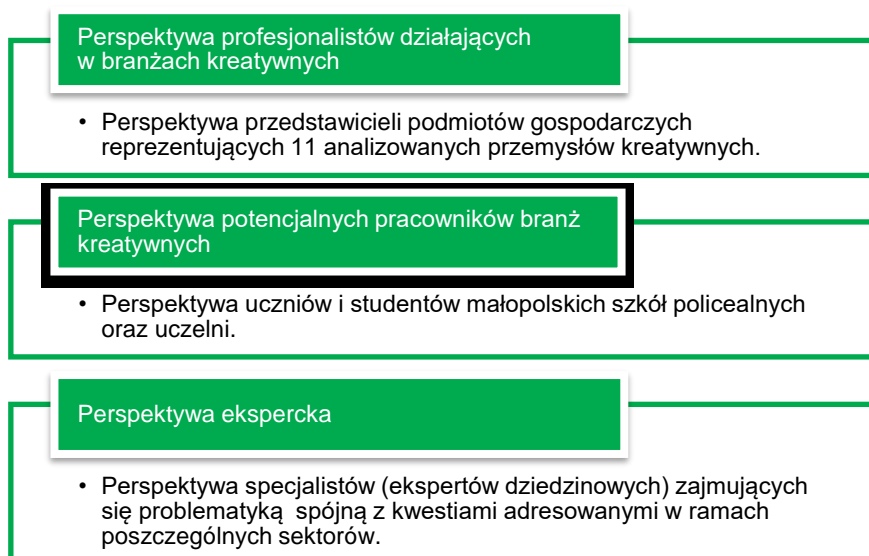 Perspektywa profesjonalistów działających
w branżach kreatywnych
• Perspektywa przedstawicieli podmiotów gospodarczych
reprezentujących 11 analizowanych przemysłów kreatywnych.
Perspektywa potencjalnych pracowników branż
kreatywnych
• Perspektywa uczniów i studentów małopolskich szkół policealnych
oraz uczelni.
Perspektywa ekspercka
• Perspektywa specjalistów (ekspertów dziedzinowych) zajmujących
się problematyką  spójną z kwestiami adresowanymi w ramach
poszczególnych sektorów.